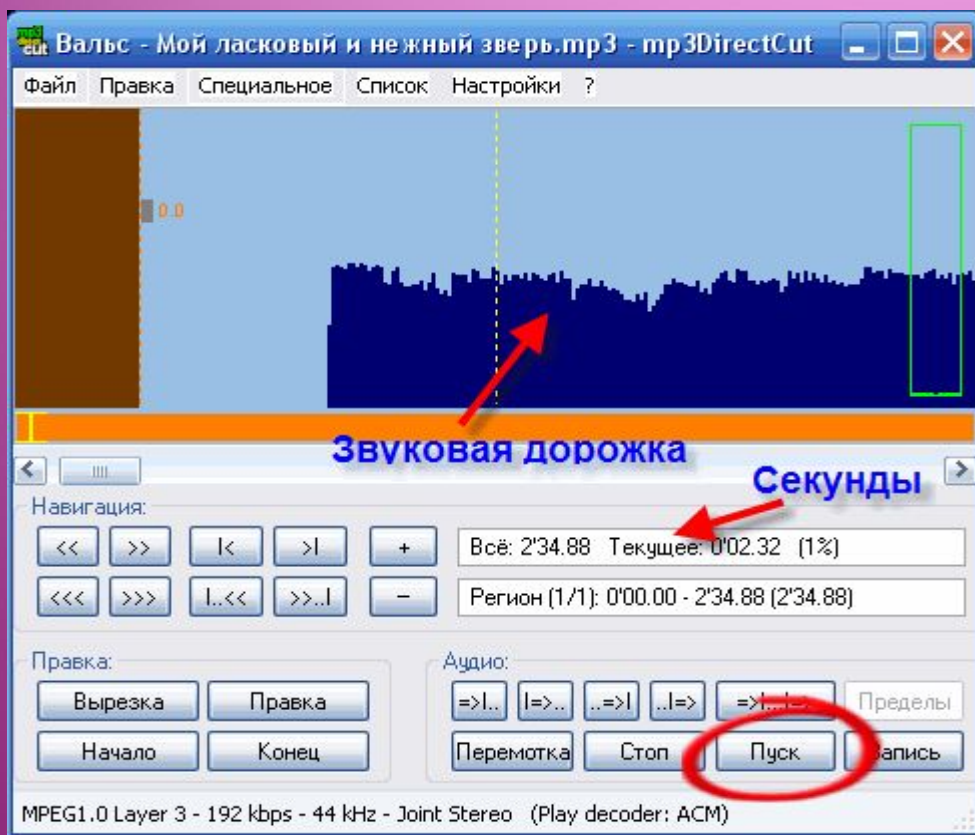 Вальс - Мой ласковый и нежный зверь.mp3 - mp3DirectCut
Файл Правка Специальное Список Настройки ?
0.0
Звуковая дорожка
Секунды
Навигация:
<< >> I< >I +
Всё: 2'34.88 Текущее: 0'02.32 (1%)
<<< >>> I..<< >>..I −
Регион (1/1): 0'00.00 - 2'34.88 (2'34.88)
Правка:
Аудио:
Вырезка Правка
=>I.. I=>.. ..=>I ..I=> =>I...I=> Пределы
Начало Конец
Перемотка Стоп Пуск Запись
MPEG1.0 Layer 3 - 192 kbps - 44 kHz - Joint Stereo (Play decoder: ACM)